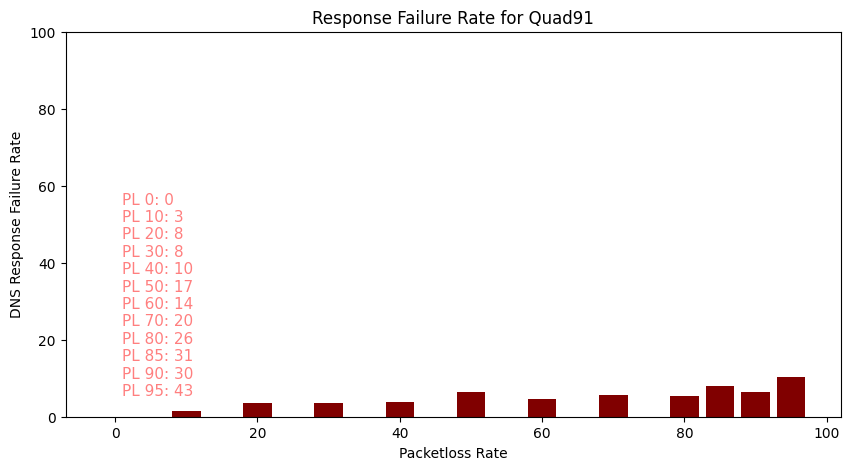 Response Failure Rate for Quad91
100
80
60
40
20
0
DNS Response Failure Rate
PL 0: 0
PL 10: 3
PL 20: 8
PL 30: 8
PL 40: 10
PL 50: 17
PL 60: 14
PL 70: 20
PL 80: 26
PL 85: 31
PL 90: 30
PL 95: 43
0 20 40 60 80 100
Packetloss Rate